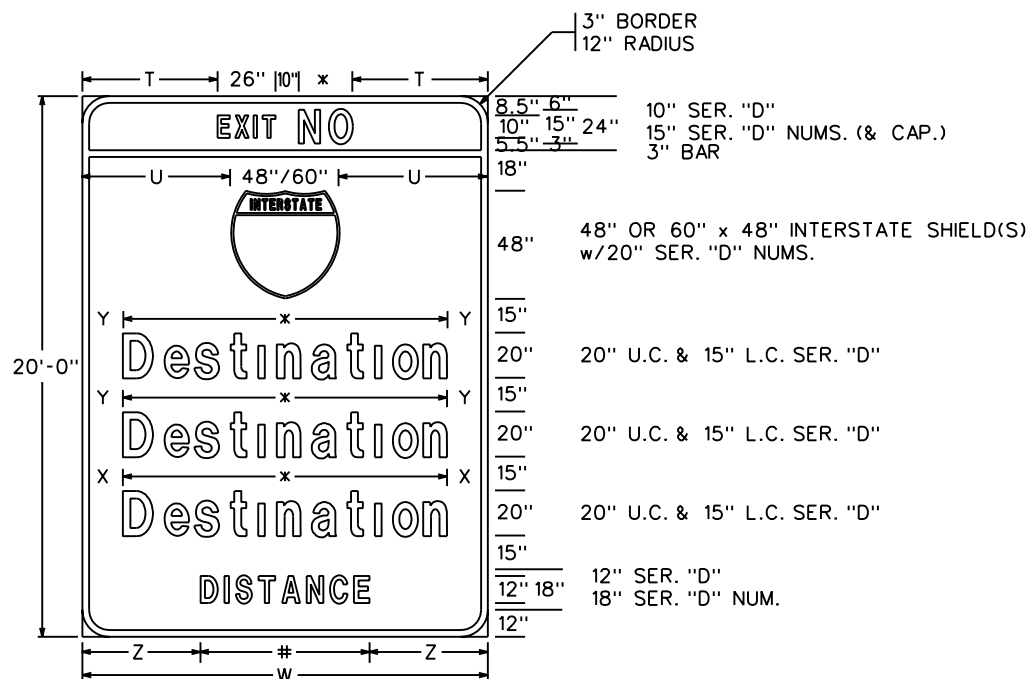 3" BORDER
12" RADIUS
T 26" 10" * T
8.5" 6"
EXIT NO 10" 15" 24" 10" SER. "D"
15" SER. "D" NUMS. (& CAP.)
5.5" 3" 3" BAR
18"
U 48"/60" U
INTERSTATE
48" 48" OR 60" x 48" INTERSTATE SHIELD(S)
w/20" SER. "D" NUMS.
15"
Y * Y
20'-0" Destination 20" 20" U.C. & 15" L.C. SER. "D"
15"
Y * Y
Destination 20" 20" U.C. & 15" L.C. SER. "D"
15"
X * X
Destination 20" 20" U.C. & 15" L.C. SER. "D"
15"
DISTANCE 12" 18" 12" SER. "D"
18" SER. "D" NUM.
12"
Z # Z
W